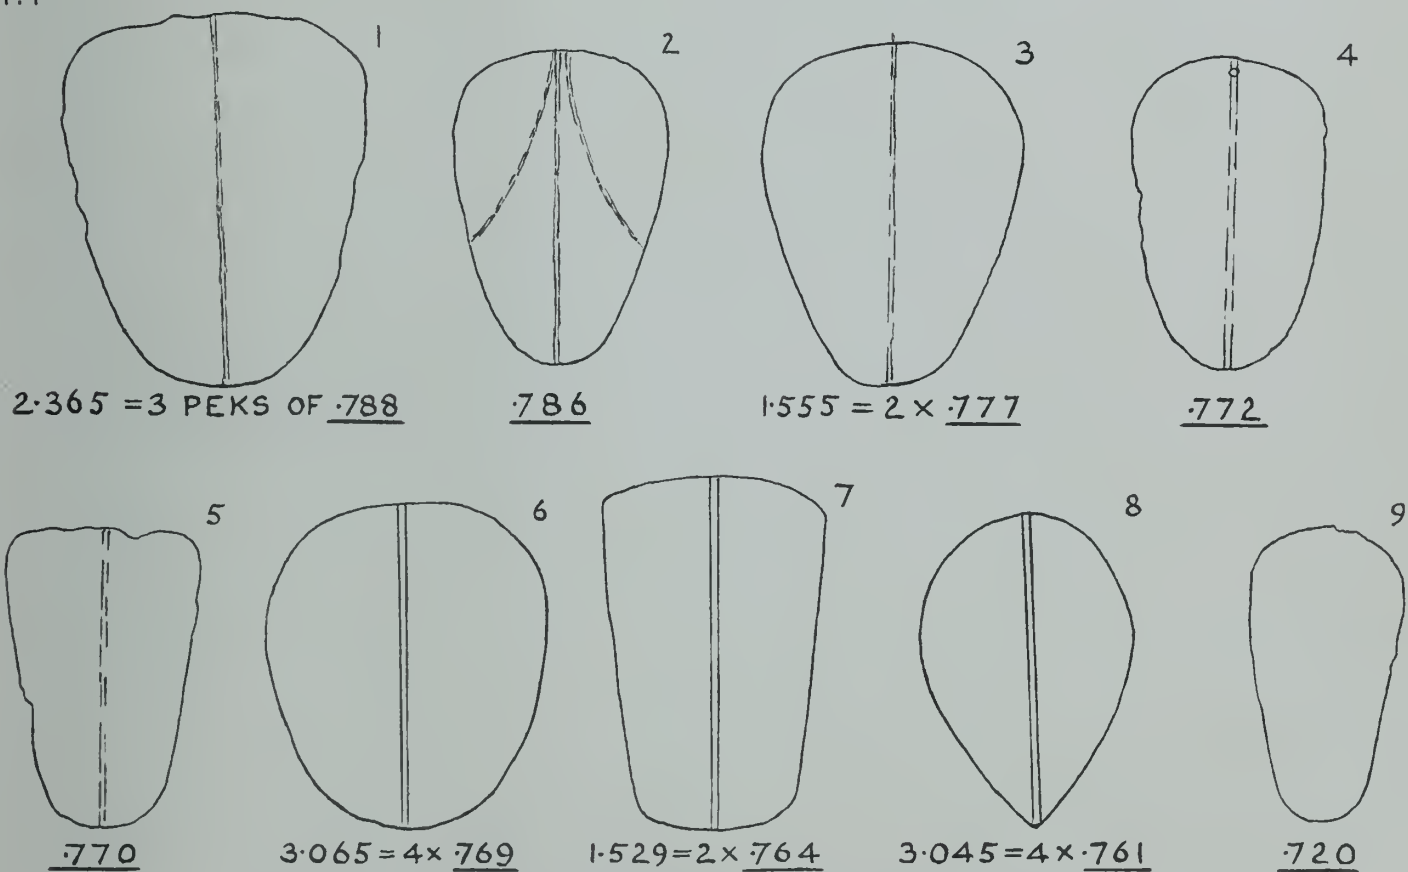 1
2
3
4
2.365 = 3 PEKS OF .788
.786
1.555 = 2 × .777
.772
5
6
7
8
9
.770
3.065 = 4 × .769
1.529 = 2 × .764
3.045 = 4 × .761
.720